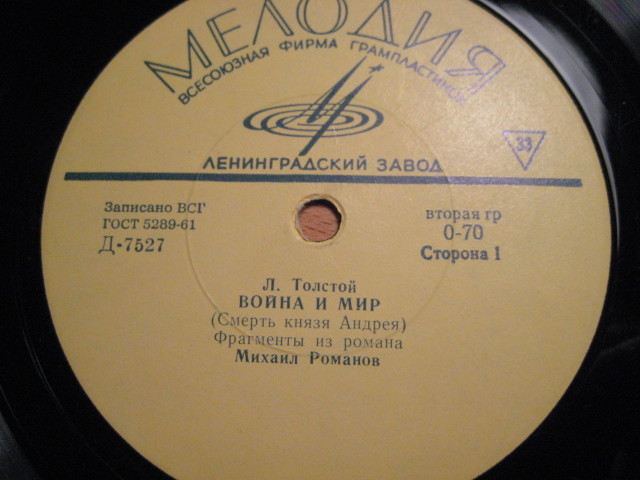 МЕЛОДИЯ
ВСЕСОЮЗНАЯ ФИРМА ГРАМПЛАСТИНОК
33
ЛЕНИНГРАДСКИЙ ЗАВОД
Записано ВСГ
ГОСТ 5289-61
Д-7527
вторая гр
0-70
Сторона 1
Л. Толстой
ВОЙНА И МИР
(Смерть князя Андрея)
Фрагменты из романа
Михаил Романов